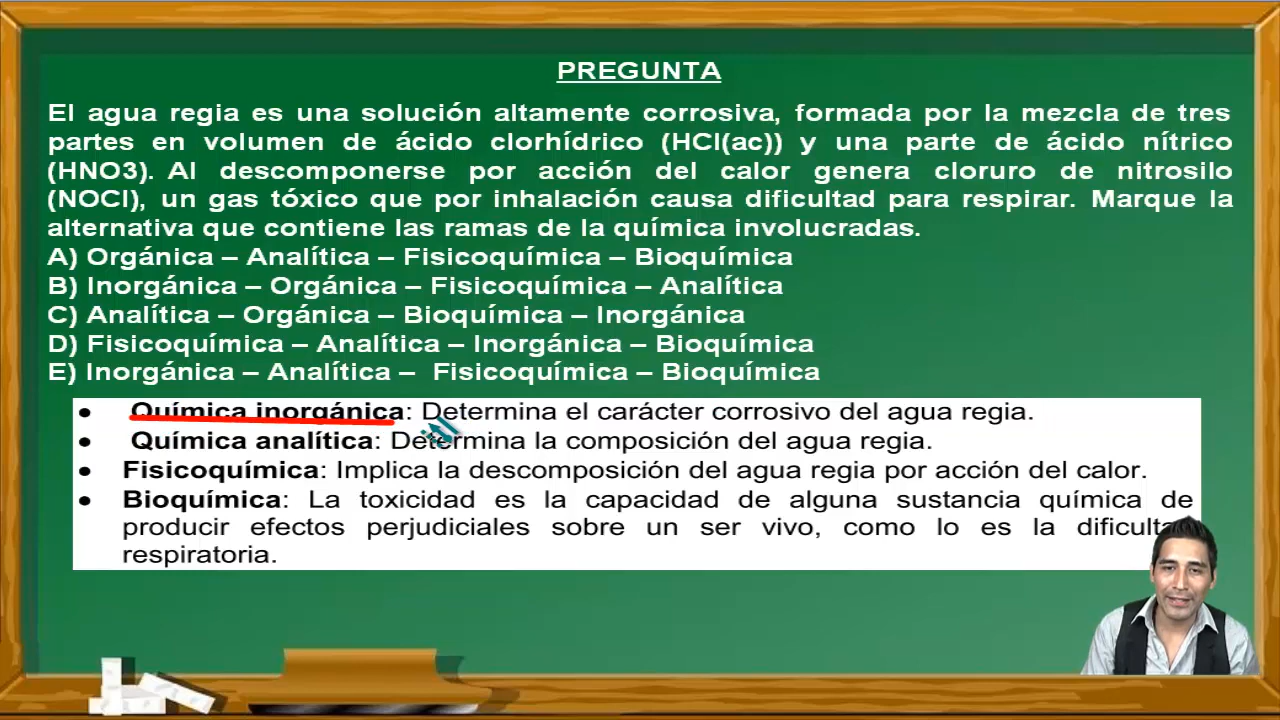 PREGUNTA
El agua regia es una solución altamente corrosiva, formada por la mezcla de tres
partes en volumen de ácido clorhídrico (HCl(ac)) y una parte de ácido nítrico
(HNO3). Al descomponerse por acción del calor genera cloruro de nitrosilo
(NOCl), un gas tóxico que por inhalación causa dificultad para respirar. Marque la
alternativa que contiene las ramas de la química involucradas.
A) Orgánica – Analítica – Fisicoquímica – Bioquímica
B) Inorgánica – Orgánica – Fisicoquímica – Analítica
C) Analítica – Orgánica – Bioquímica – Inorgánica
D) Fisicoquímica – Analítica – Inorgánica – Bioquímica
E) Inorgánica – Analítica – Fisicoquímica – Bioquímica
• Química inorgánica: Determina el carácter corrosivo del agua regia.
• Química analítica: Determina la composición del agua regia.
• Fisicoquímica: Implica la descomposición del agua regia por acción del calor.
• Bioquímica: La toxicidad es la capacidad de alguna sustancia química de
producir efectos perjudiciales sobre un ser vivo, como lo es la dificultad
respiratoria.